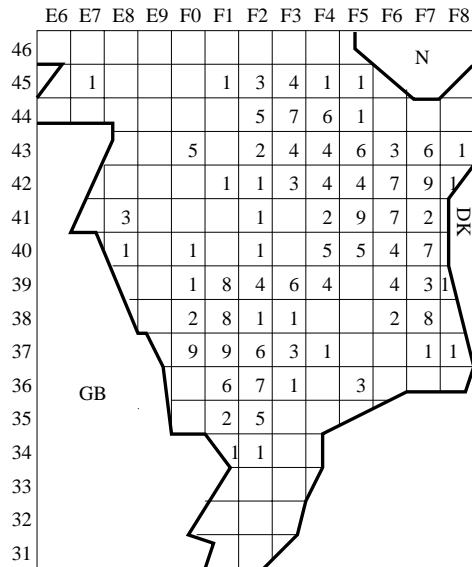 E6 E7 E8 E9 F0 F1 F2 F3 F4 F5 F6 F7 F8
46 N
45 1 1 3 4 1 1
44 5 7 6 1
43 5 2 4 4 6 3 6 1
42 1 1 3 4 4 7 9 1
41 3 1 2 9 7 2 DK
40 1 1 1 5 5 4 7
39 1 8 4 6 4 4 3 1
38 2 8 1 1 2 8
37 9 9 6 3 1 1 1
36 GB 6 7 1 3
35 2 5
34 1 1
33
32
31